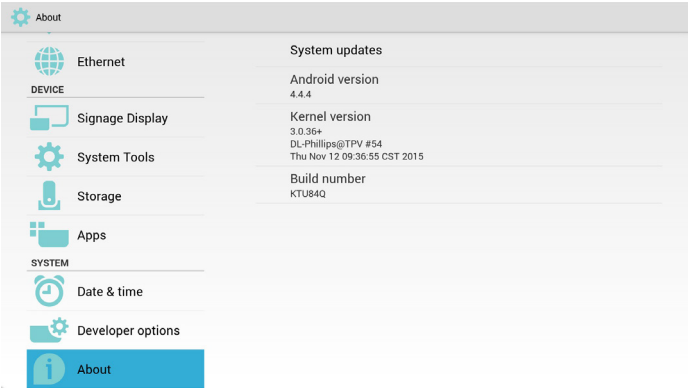 About
Ethernet
DEVICE
Signage Display
System Tools
Storage
Apps
SYSTEM
Date & time
Developer options
About
System updates
Android version
4.4.4
Kernel version
3.0.36+
DL-Phillips@TPV #54
Thu Nov 12 09:36:55 CST 2015
Build number
KTU84Q